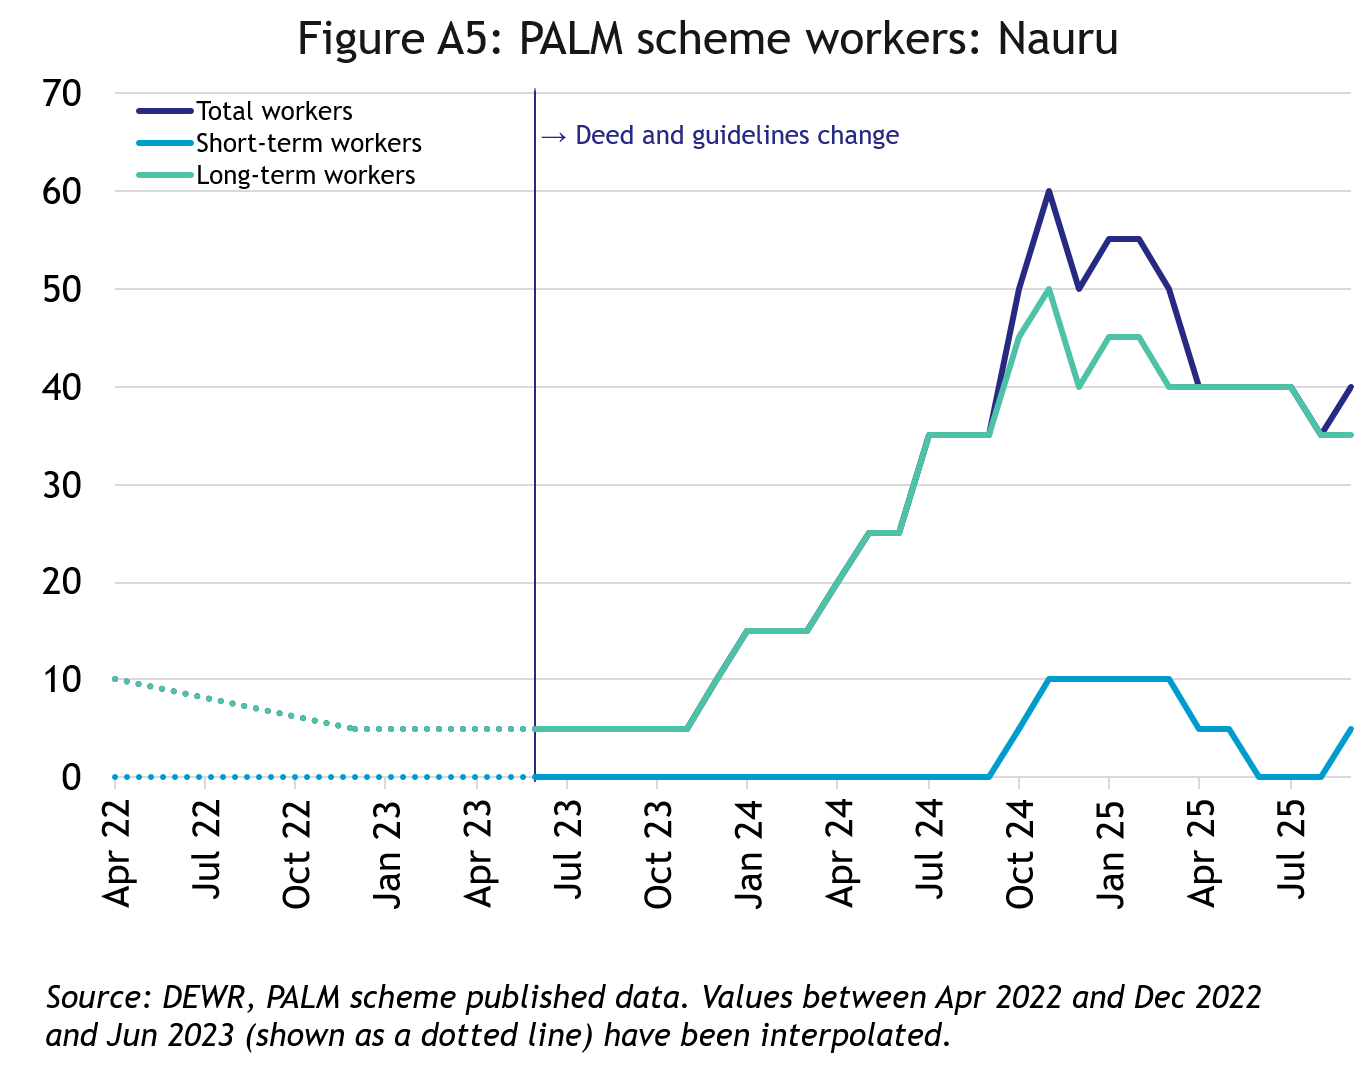 Figure A5: PALM scheme workers: Nauru
70
60
50
40
30
20
10
0
Total workers
Short-term workers
Long-term workers
→ Deed and guidelines change
Apr 22
Jul 22
Oct 22
Jan 23
Apr 23
Jul 23
Oct 23
Jan 24
Apr 24
Jul 24
Oct 24
Jan 25
Apr 25
Jul 25
Source: DEWR, PALM scheme published data. Values between Apr 2022 and Dec 2022
and Jun 2023 (shown as a dotted line) have been interpolated.